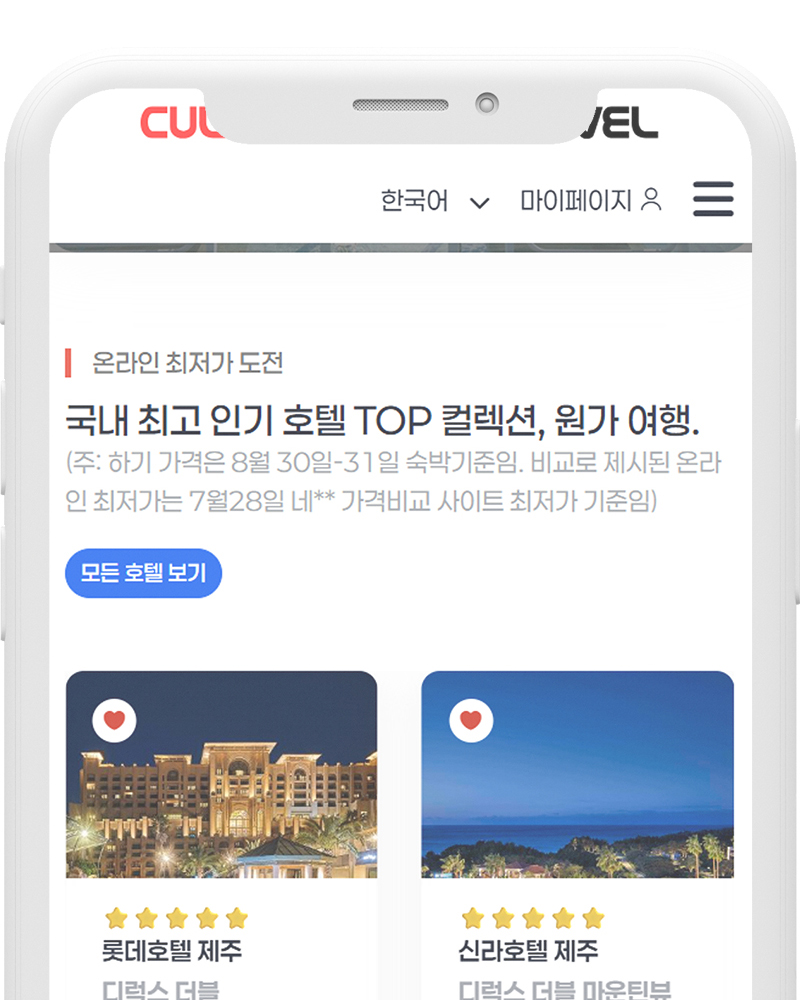 한국어 마이페이지
온라인 최저가 도전
국내 최고 인기 호텔 TOP 컬렉션, 원가 여행.
(주: 하기 가격은 8월 30일-31일 숙박기준임. 비교로 제시된 온라
인 최저가는 7월28일 네** 가격비교 사이트 최저가 기준임)
모든 호텔 보기
롯데호텔 제주 신라호텔 제주
디럭스 더블 디럭스 더블 마운틴뷰